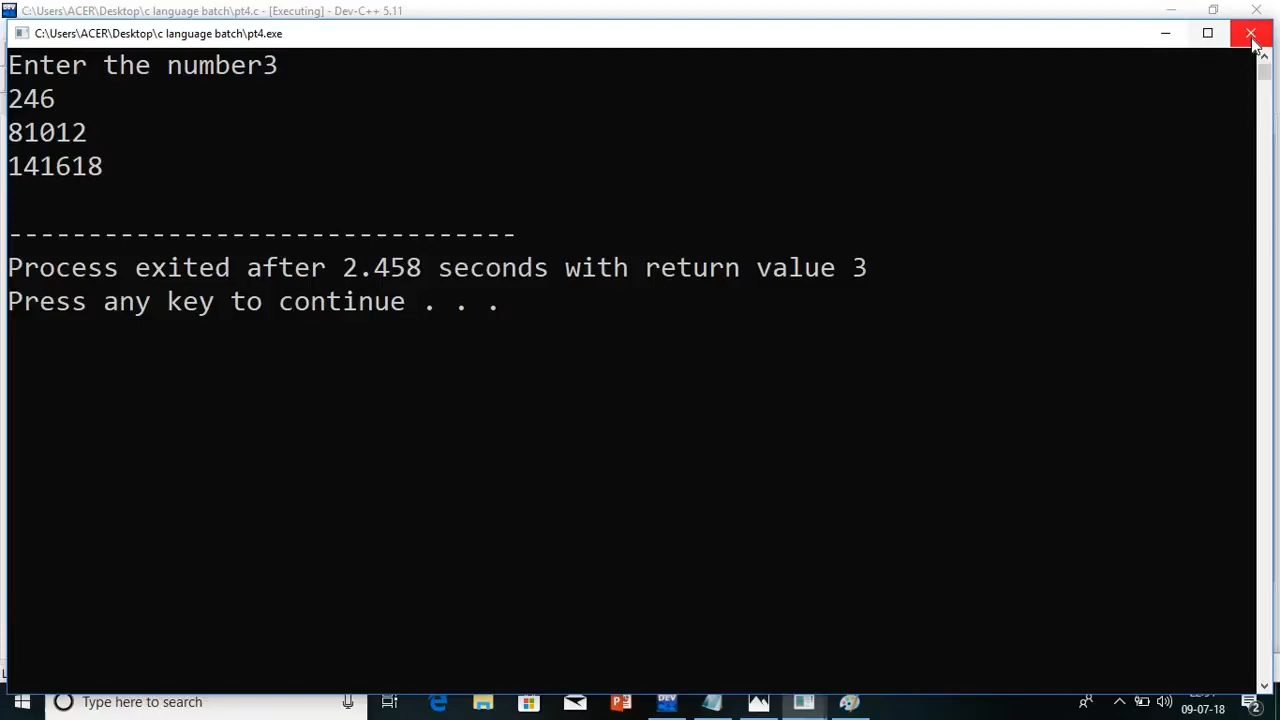 C:\Users\ACER\Desktop\c language batch\pt4.c - [Executing] - Dev-C++ 5.11
C:\Users\ACER\Desktop\c language batch\pt4.exe
Enter the number3
246
81012
141618
--------------------------------
Process exited after 2.458 seconds with return value 3
Press any key to continue . . .
Type here to search
09-07-18
2